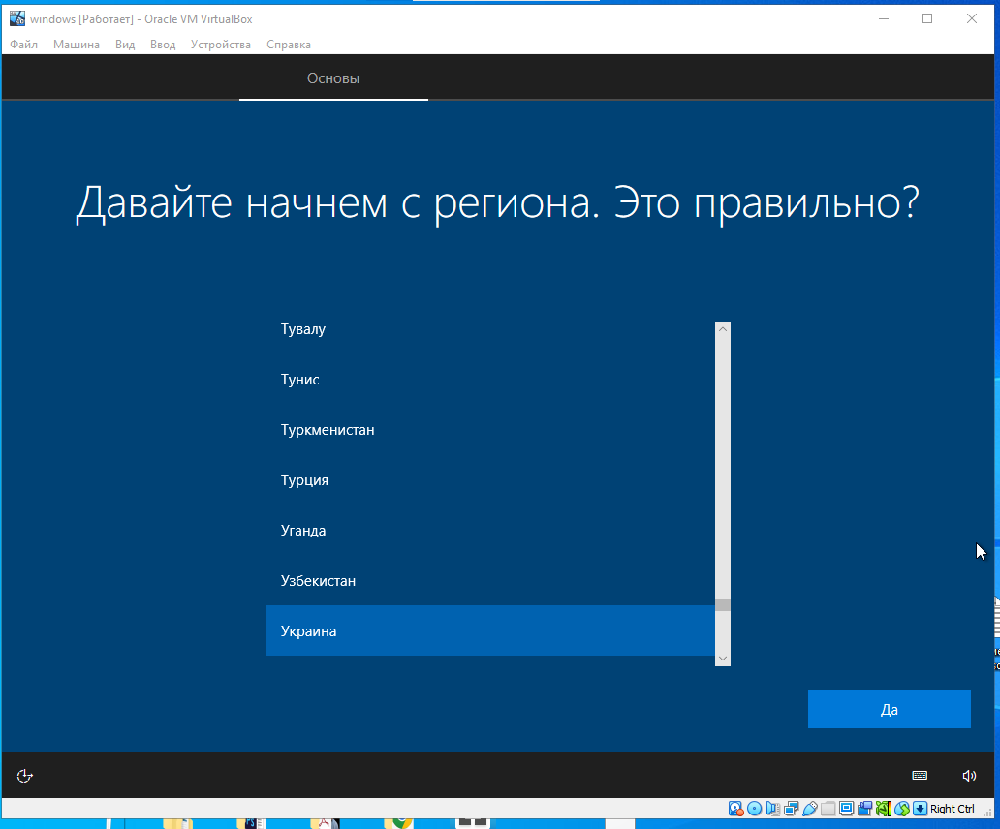 windows [Работает] - Oracle VM VirtualBox
Файл Машина Вид Ввод Устройства Справка
Основы
Давайте начнем с региона. Это правильно?
Тувалу
Тунис
Туркменистан
Турция
Уганда
Узбекистан
Украина
Да
Right Ctrl